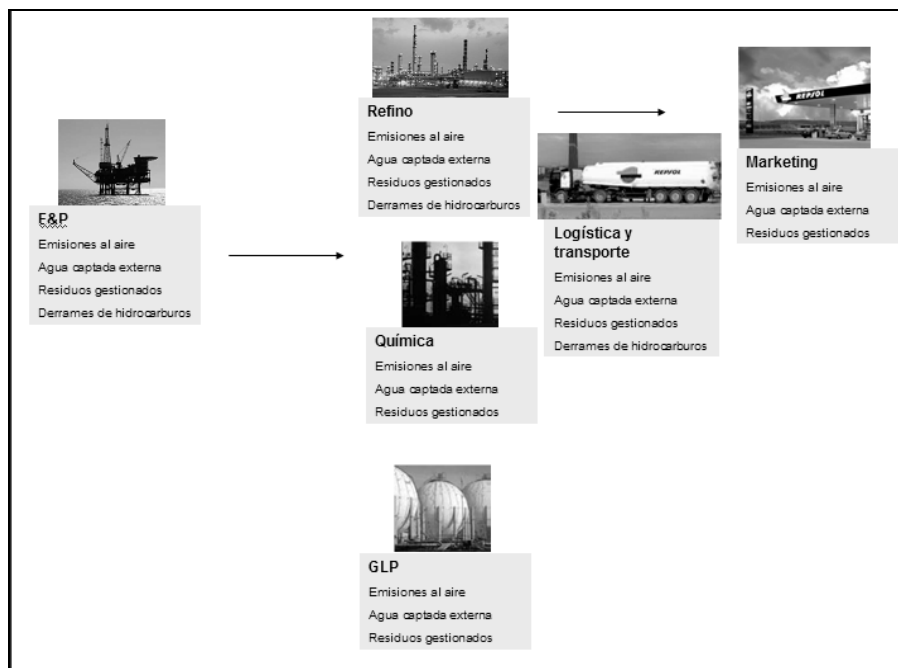 E&P
Emisiones al aire
Agua captada externa
Residuos gestionados
Derrames de hidrocarburos
Refino
Emisiones al aire
Agua captada externa
Residuos gestionados
Derrames de hidrocarburos
Química
Emisiones al aire
Agua captada externa
Residuos gestionados
GLP
Emisiones al aire
Agua captada externa
Residuos gestionados
REPSOL
Logística y
transporte
Emisiones al aire
Agua captada externa
Residuos gestionados
Derrames de hidrocarburos
REPSOL
Marketing
Emisiones al aire
Agua captada externa
Residuos gestionados